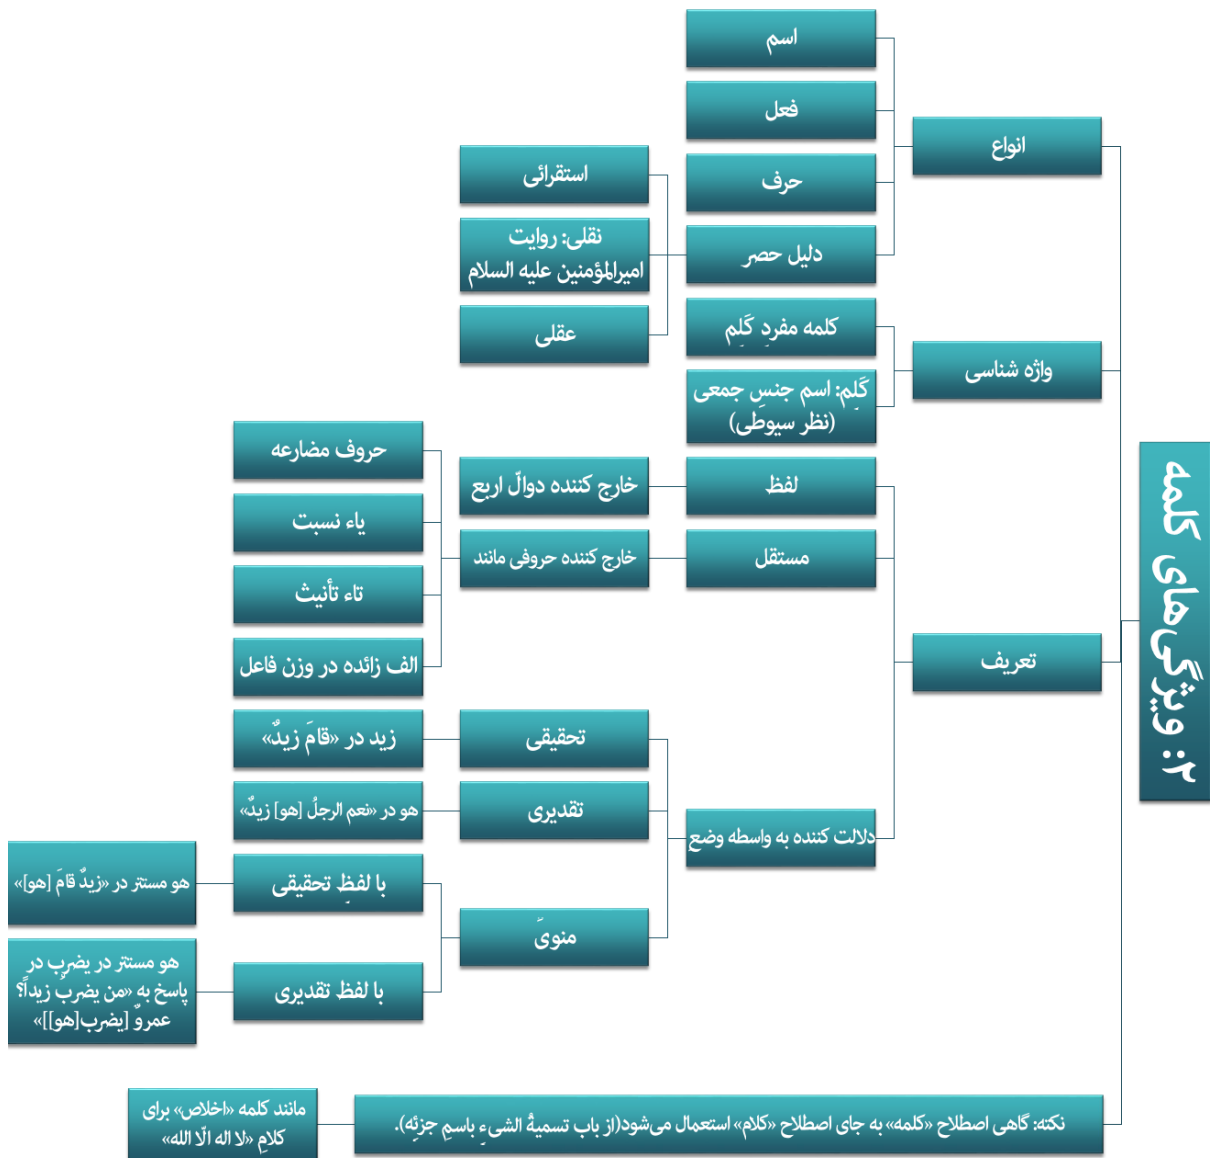 ۲: ویژگی‌های کلمه
انواع
اسم
فعل
حرف
دلیل حصر
استقرائی
نقلی: روایت
امیرالمؤمنین علیه السلام
عقلی
واژه شناسی
کلمه مفردِ کَلِم
کَلِم: اسم جنسِ جمعی
(نظر سیوطی)
تعریف
لفظ
خارج کننده دوالّ اربع
مستقل
خارج کننده حروفی مانند
حروف مضارعه
یاء نسبت
تاء تأنیث
الف زائده در وزن فاعل
دلالت کننده به واسطه وضع
تحقیقی
زید در «قامَ زیدٌ»
تقدیری
هو در «نعم الرجلُ [هو] زیدٌ»
منویّ
با لفظِ تحقیقی
هو مستتر در «زیدٌ قامَ [هو]»
با لفظ تقدیری
هو مستتر در یضرب در
پاسخ به «من یضربُ زیداً؟
عمروٌ [یضرب[هو]]»
نکته: گاهی اصطلاح «کلمه» به جای اصطلاح «کلام» استعمال می‌شود(از باب تسمیةُ الشیءِ باسمِ جزئِه).
مانند کلمه «اخلاص» برای
کلامِ «لا اله الّا الله»